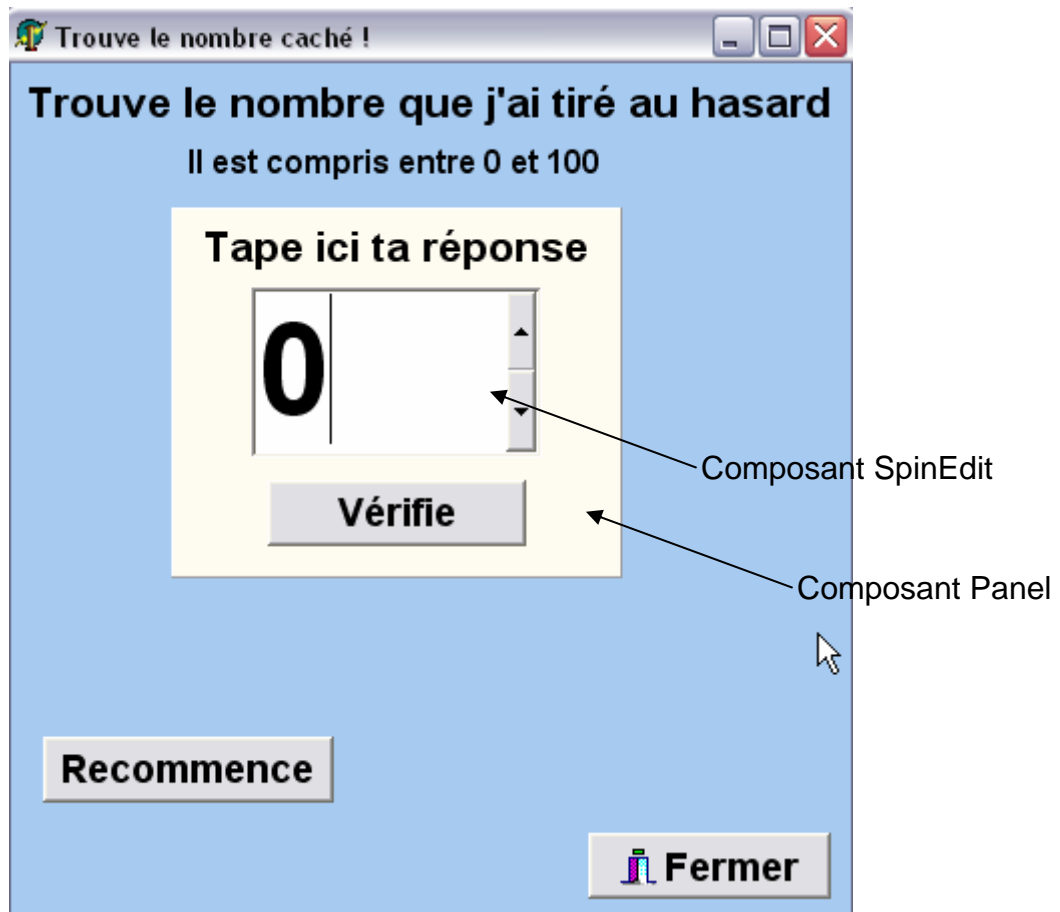 Trouve le nombre caché !
Trouve le nombre que j'ai tiré au hasard
Il est compris entre 0 et 100
Tape ici ta réponse
0
Composant SpinEdit
Vérifie
Composant Panel
Recommence
Fermer